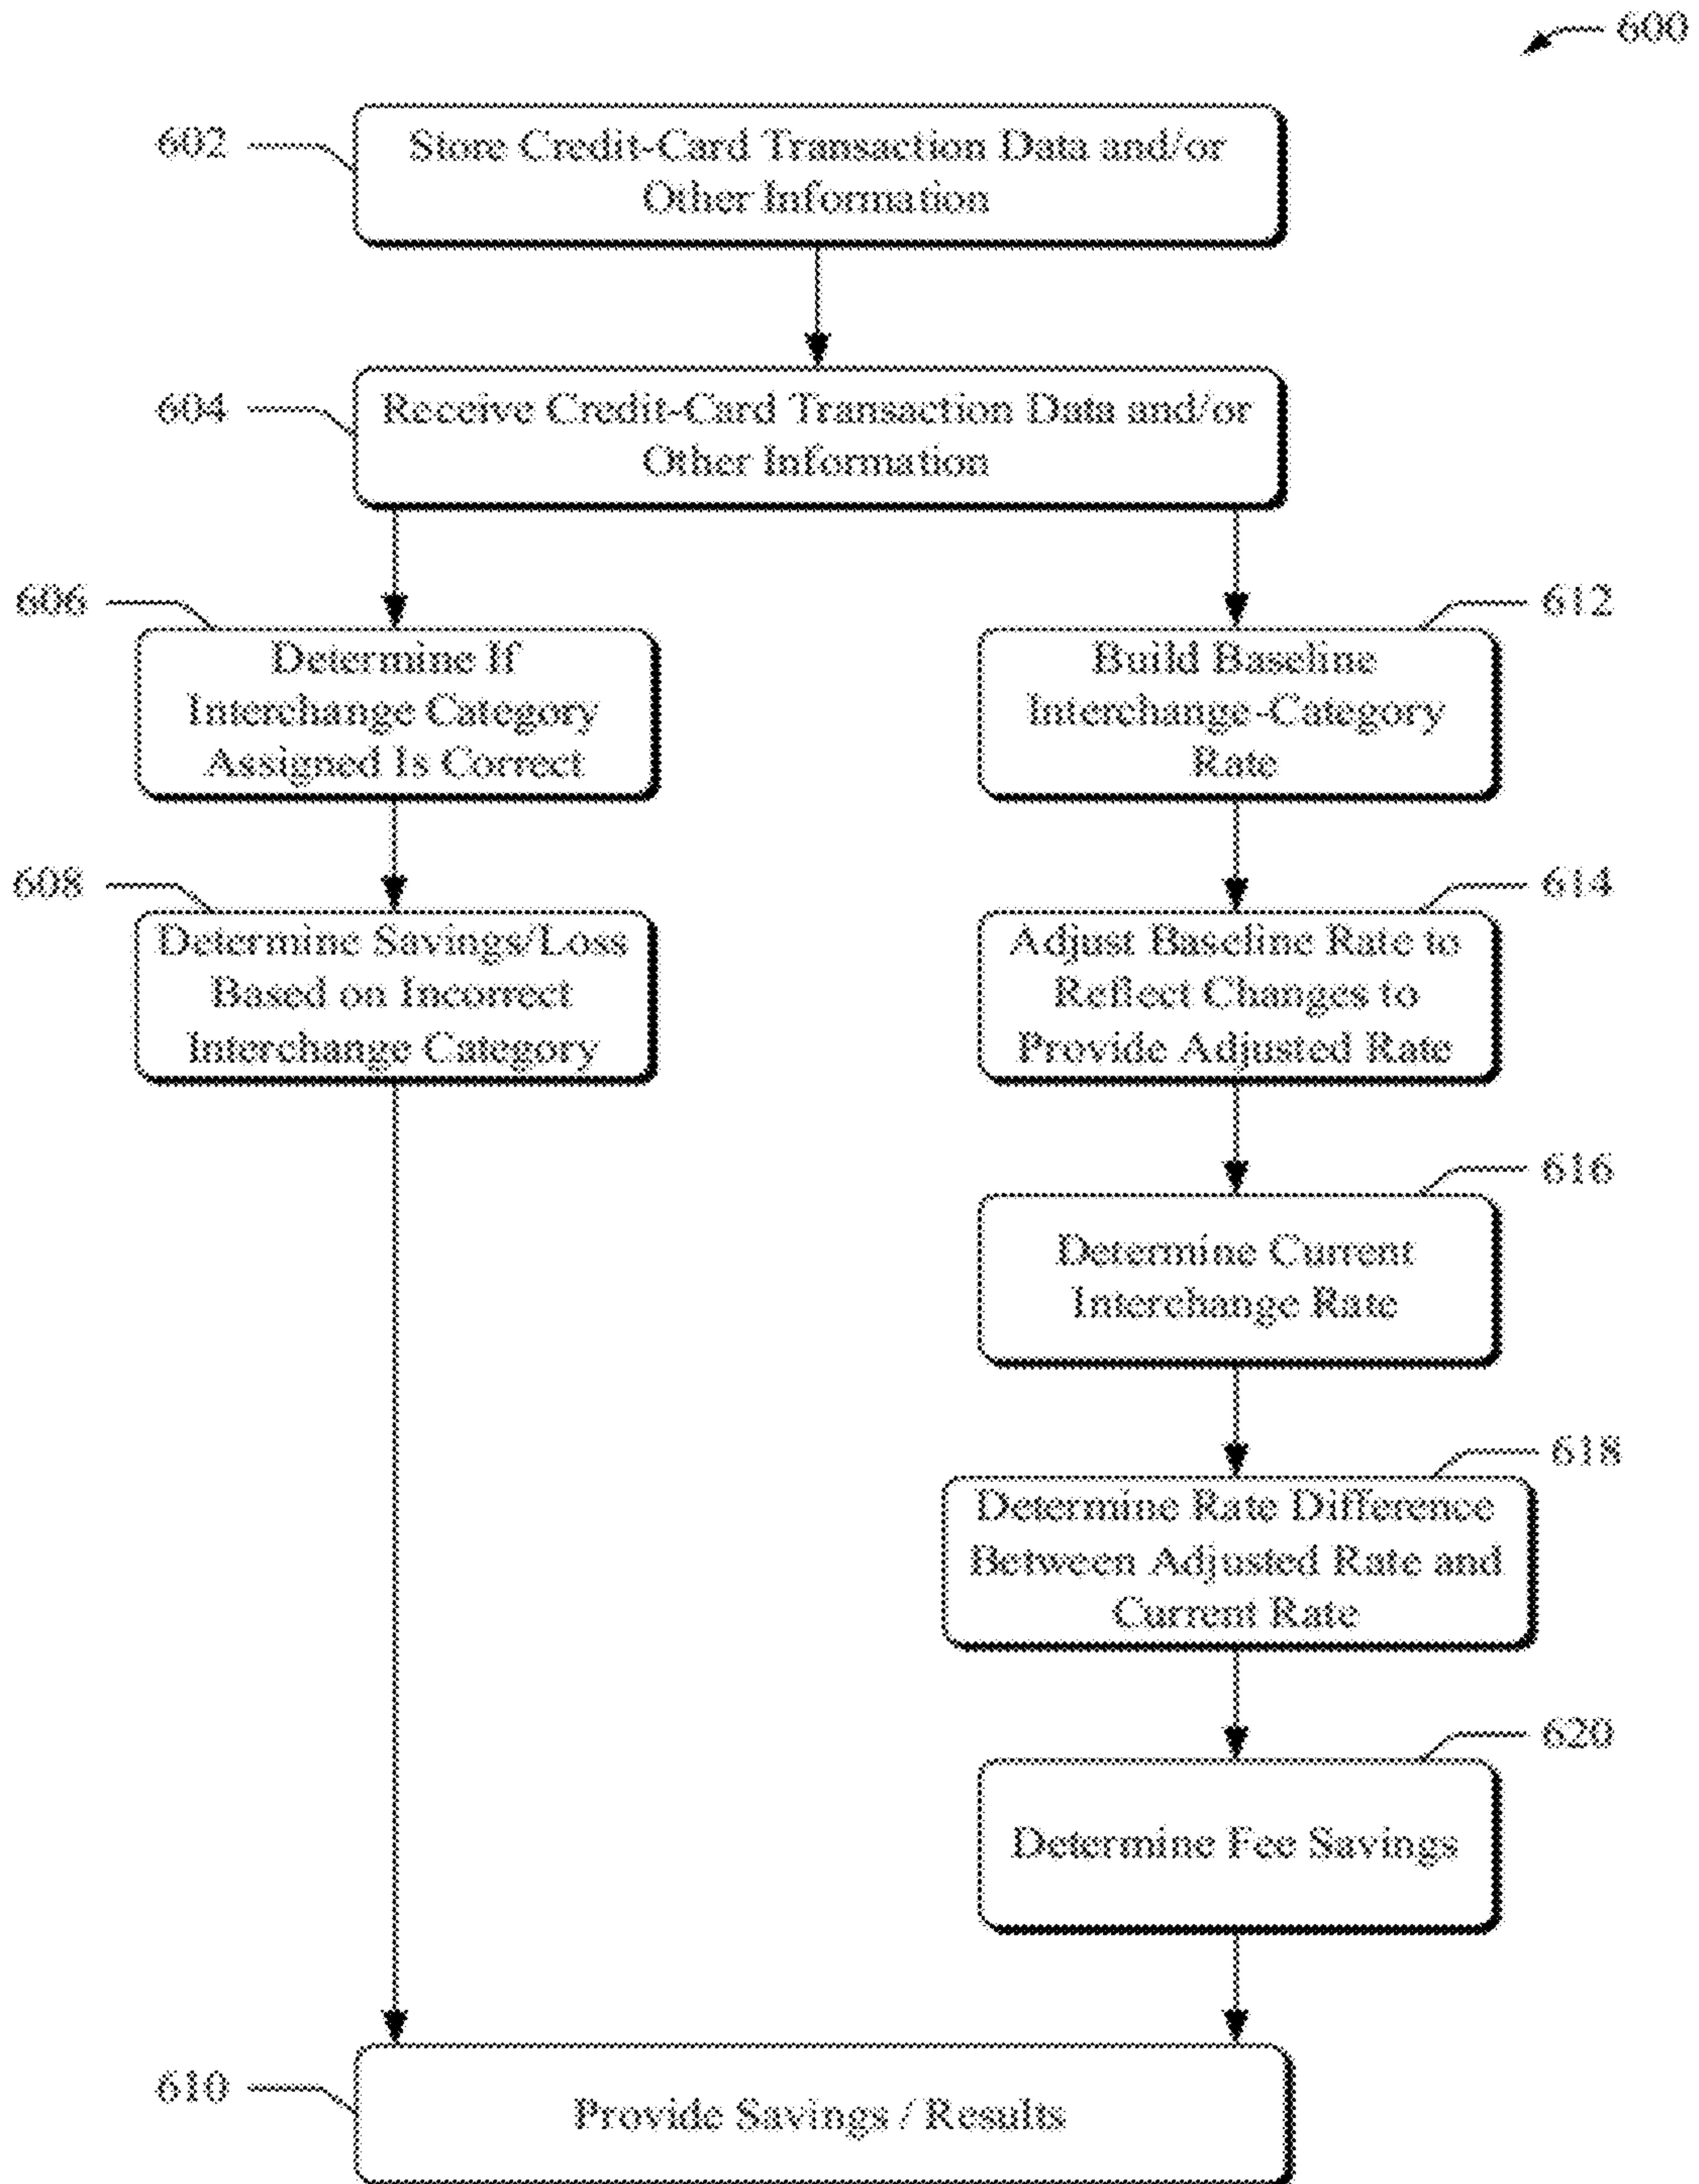 600
602
Store Credit-Card Transaction Data and/or
Other Information
604
Receive Credit-Card Transaction Data and/or
Other Information
606
Determine If
Interchange Category
Assigned Is Correct
608
Determine Savings/Loss
Based on Incorrect
Interchange Category
612
Build Baseline
Interchange-Category
Rate
614
Adjust Baseline Rate to
Reflect Changes to
Provide Adjusted Rate
616
Determine Current
Interchange Rate
618
Determine Rate Difference
Between Adjusted Rate and
Current Rate
620
Determine Fee Savings
610
Provide Savings / Results